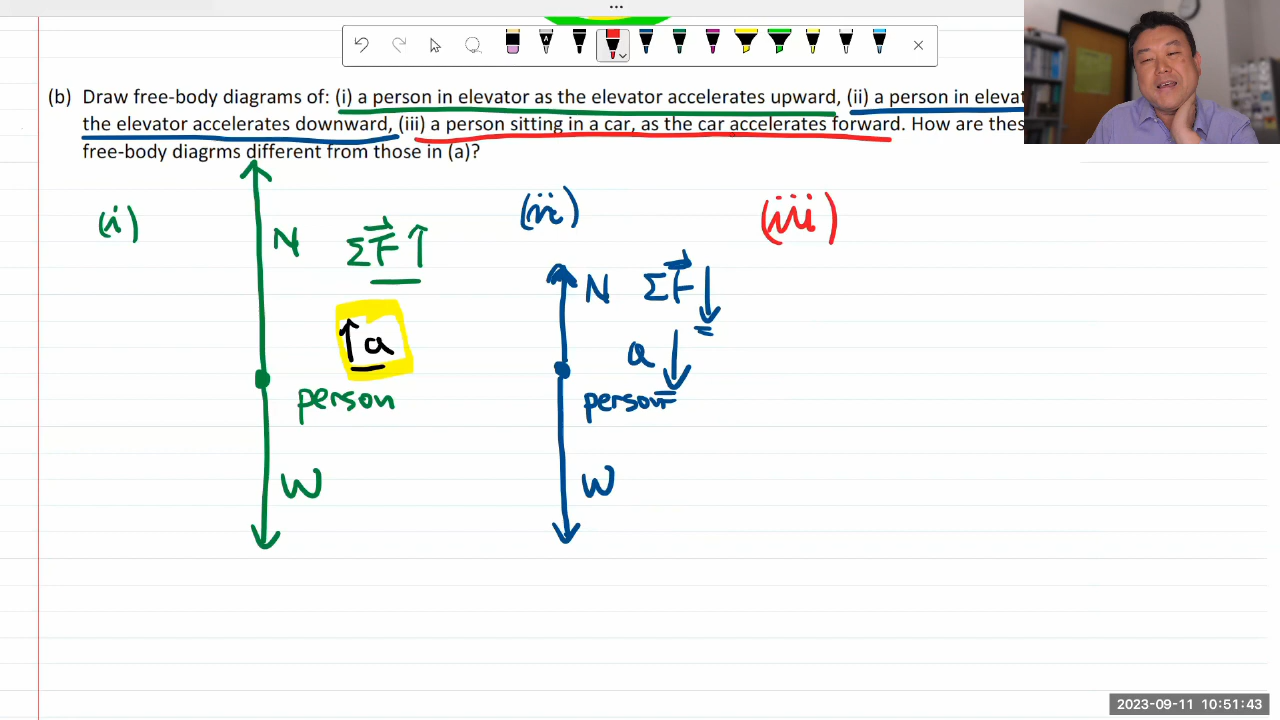 (b) Draw free-body diagrams of: (i) a person in elevator as the elevator accelerates upward, (ii) a person in elevat
the elevator accelerates downward, (iii) a person sitting in a car, as the car accelerates forward. How are thes
free-body diagrms different from those in (a)?
(i)
N
ΣF↑
↑a
person
W
(ii)
N
ΣF↓
a↓
person
W
(iii)
2023-09-11 10:51:43